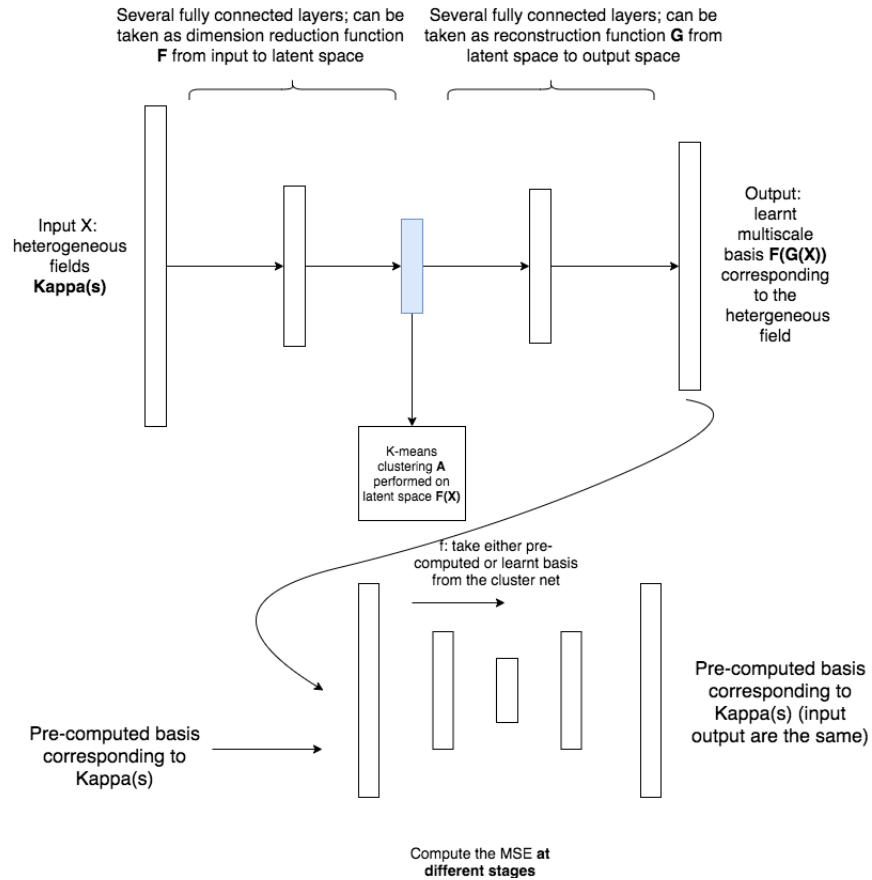 Several fully connected layers; can be
taken as dimension reduction function
F from input to latent space
Several fully connected layers; can be
taken as reconstruction function G from
latent space to output space
Input X:
heterogeneous
fields
Kappa(s)
Output:
learnt
multiscale
basis F(G(X))
corresponding
to the
hetergeneous
field
K-means
clustering A
performed on
latent space F(X)
f: take either pre-
computed or learnt basis
from the cluster net
Pre-computed basis
corresponding to
Kappa(s)
Pre-computed basis
corresponding to
Kappa(s) (input
output are the same)
Compute the MSE at
different stages